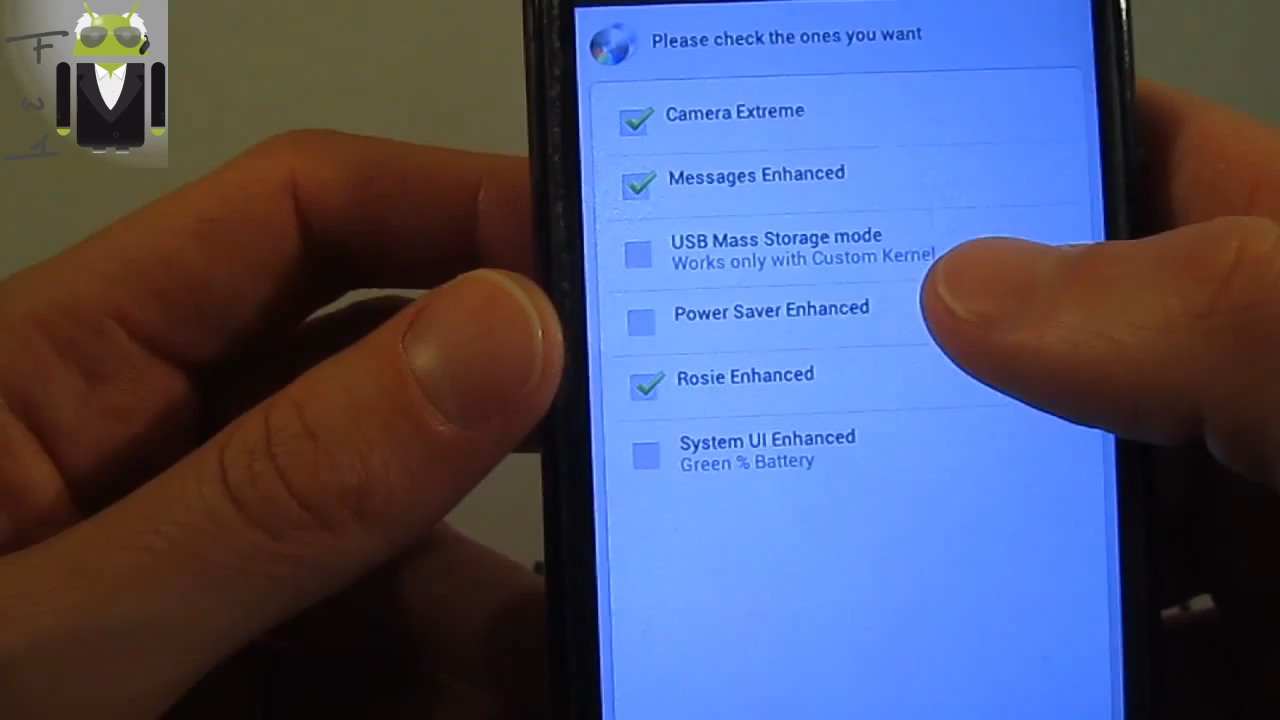 Please check the ones you want
Camera Extreme
Messages Enhanced
USB Mass Storage mode
Works only with Custom Kernel
Power Saver Enhanced
Rosie Enhanced
System UI Enhanced
Green % Battery